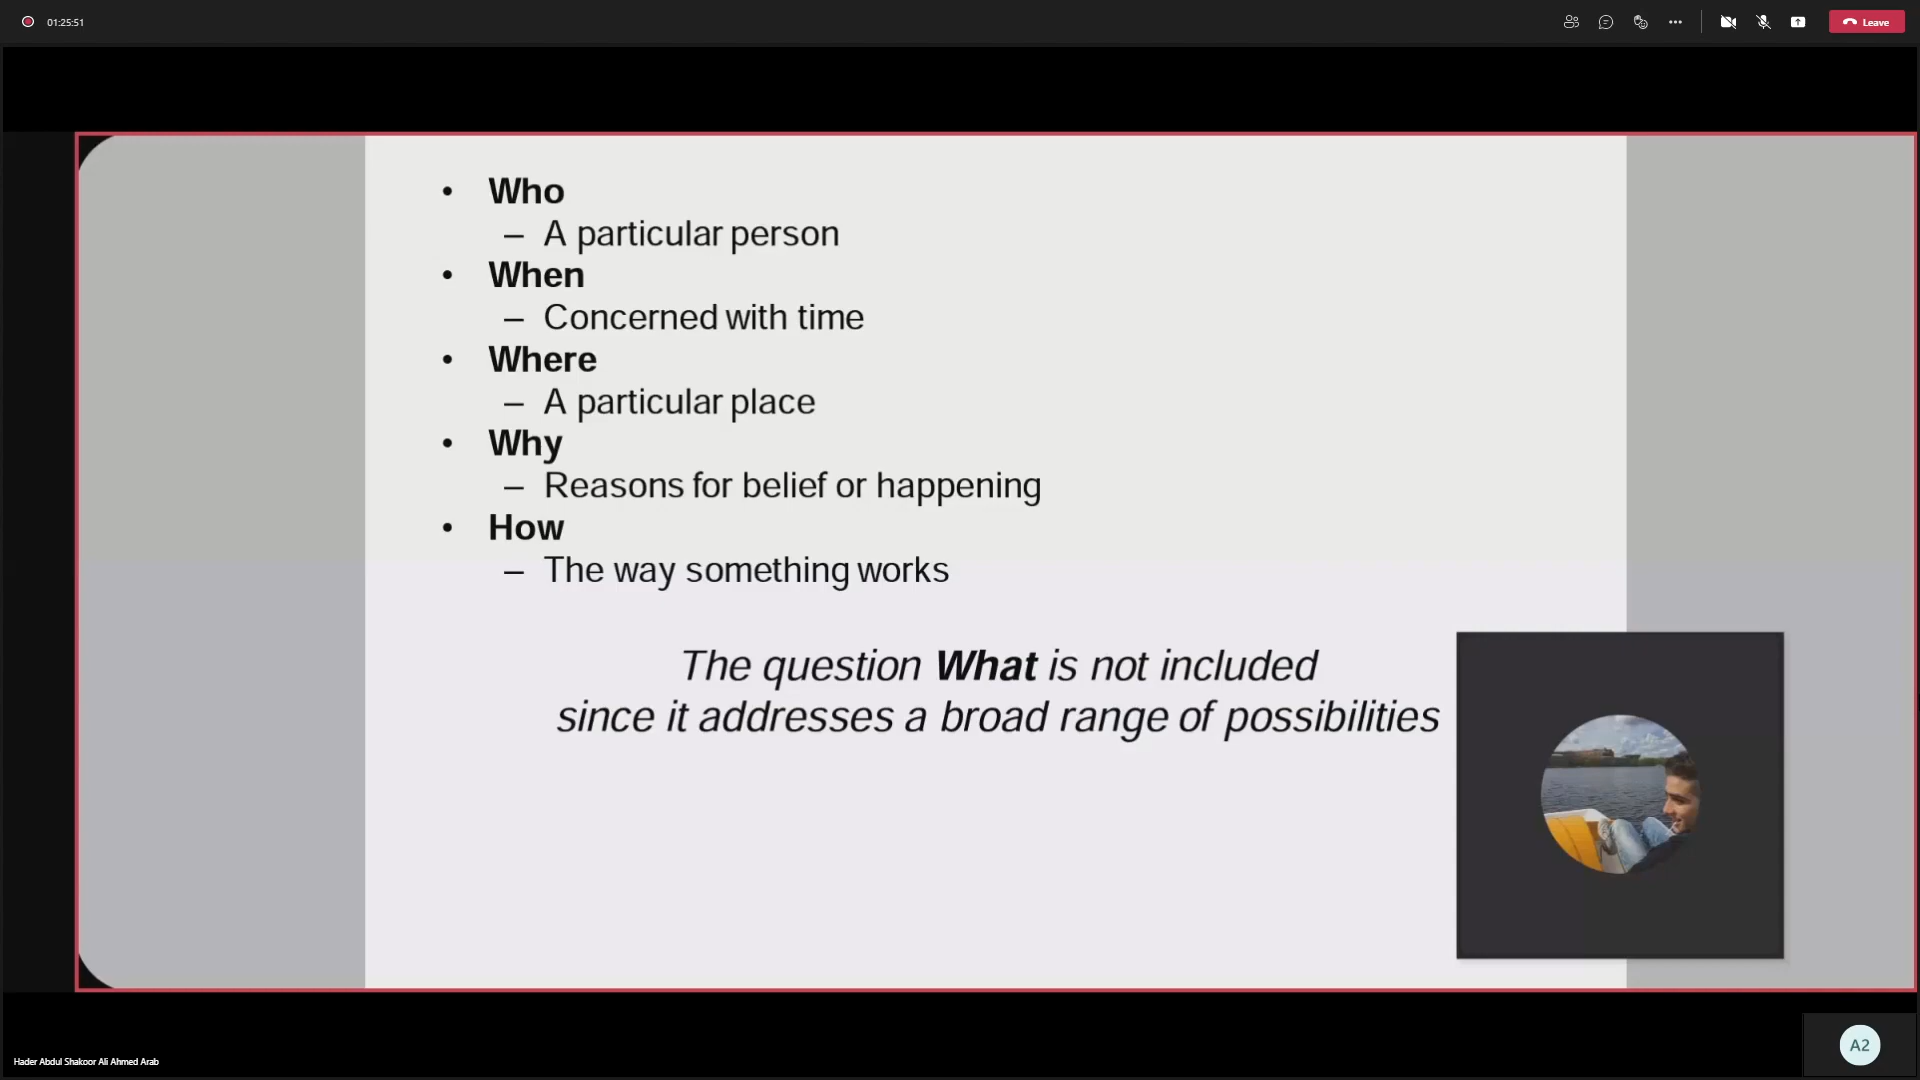 01:25:51
Leave
• Who
– A particular person
• When
– Concerned with time
• Where
– A particular place
• Why
– Reasons for belief or happening
• How
– The way something works
The question What is not included
since it addresses a broad range of possibilities
A2
Hader Abdul Shakoor Ali Ahmed Arab